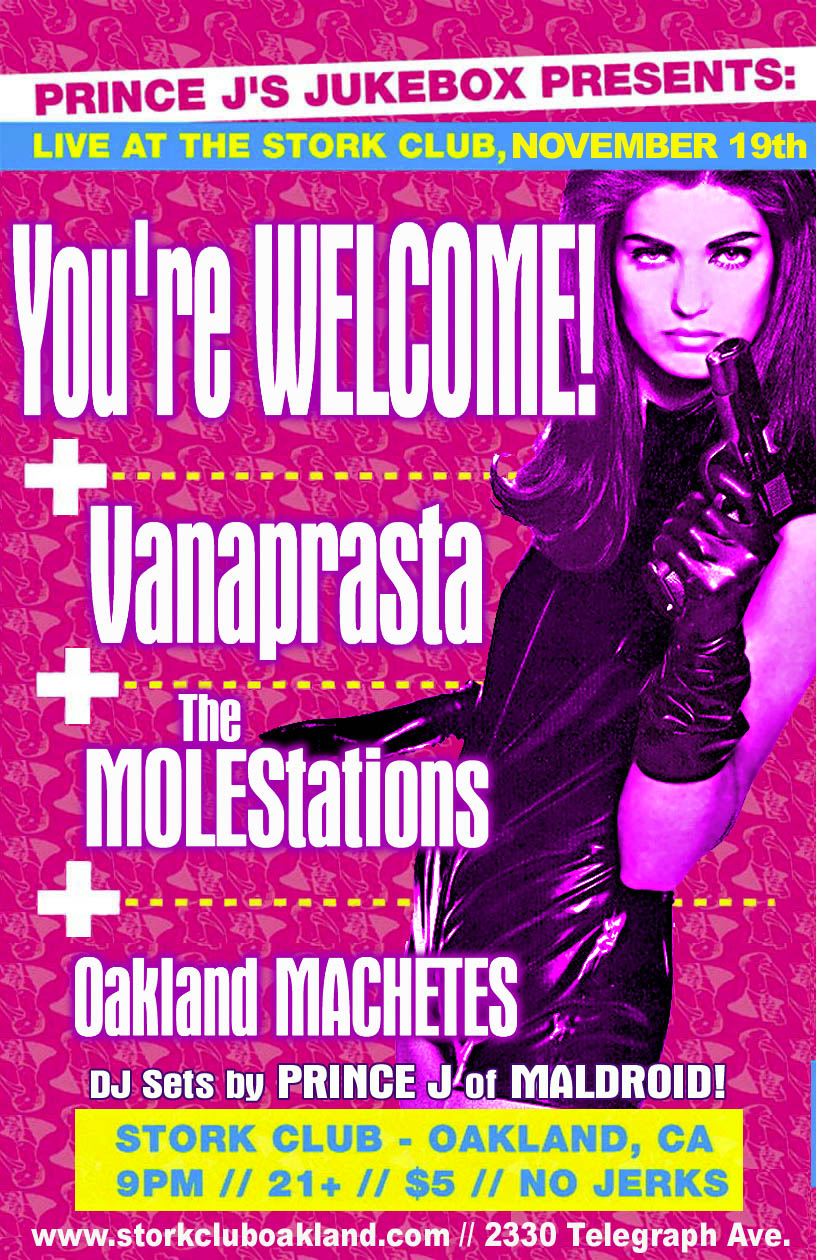 PRINCE J'S JUKEBOX PRESENTS:
LIVE AT THE STORK CLUB, NOVEMBER 19th
You're WELCOME!
+
Vanaprasta
+
The
MOLEStations
+
Oakland MACHETES
DJ Sets by PRINCE J of MALDROID!
STORK CLUB - OAKLAND, CA
9PM // 21+ // $5 // NO JERKS
www.storkcluboakland.com // 2330 Telegraph Ave.